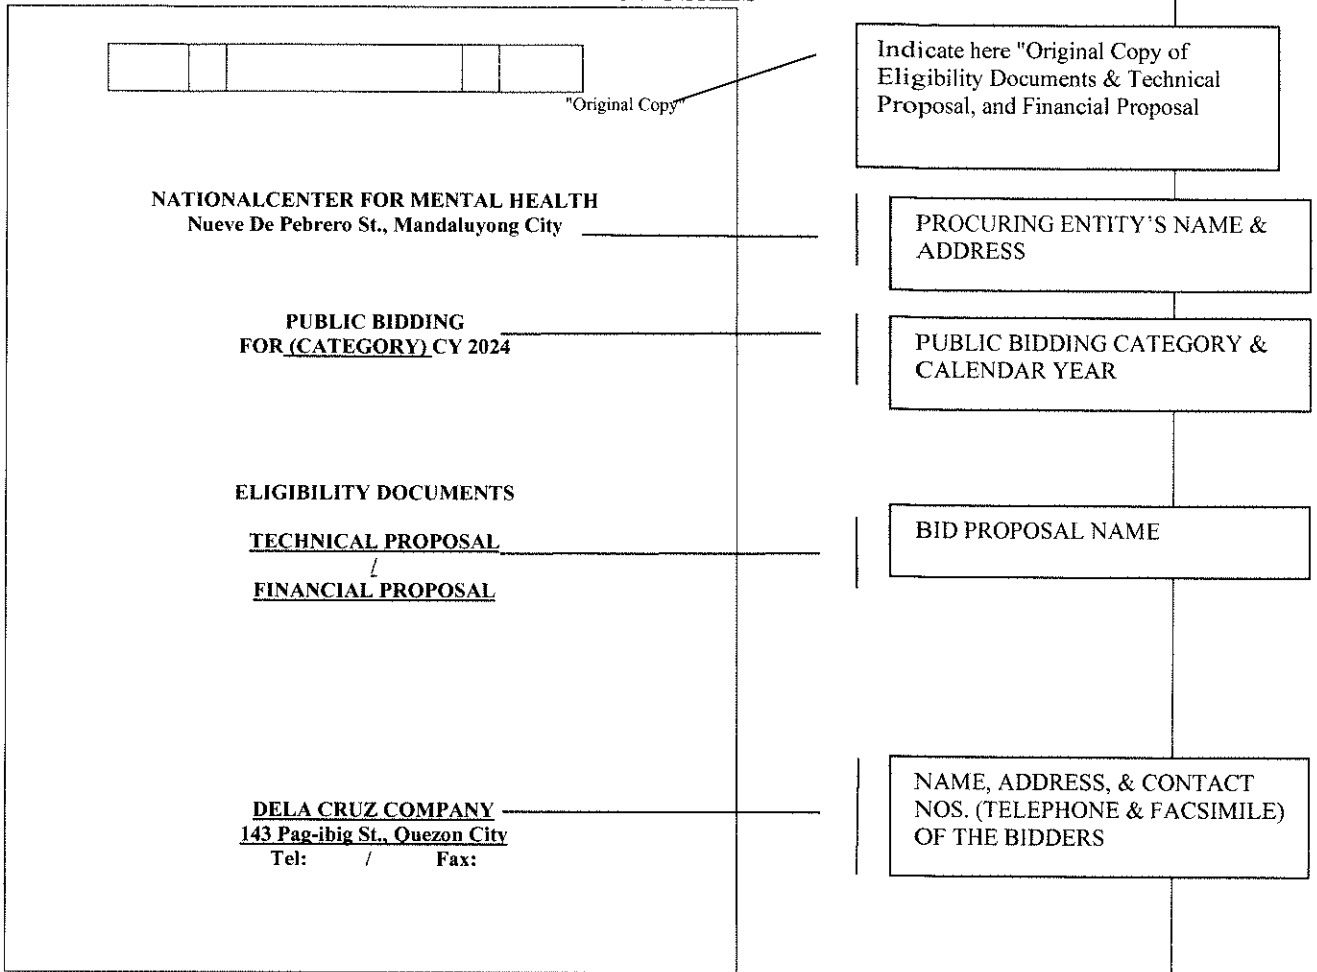 "Original Copy"
NATIONALCENTER FOR MENTAL HEALTH
Nueve De Pebrero St., Mandaluyong City
PUBLIC BIDDING
FOR (CATEGORY) CY 2024
ELIGIBILITY DOCUMENTS
TECHNICAL PROPOSAL
/
FINANCIAL PROPOSAL
DELA CRUZ COMPANY
143 Pag-ibig St., Quezon City
Tel: / Fax:
Indicate here "Original Copy of
Eligibility Documents & Technical
Proposal, and Financial Proposal
PROCURING ENTITY'S NAME &
ADDRESS
PUBLIC BIDDING CATEGORY &
CALENDAR YEAR
BID PROPOSAL NAME
NAME, ADDRESS, & CONTACT
NOS. (TELEPHONE & FACSIMILE)
OF THE BIDDERS